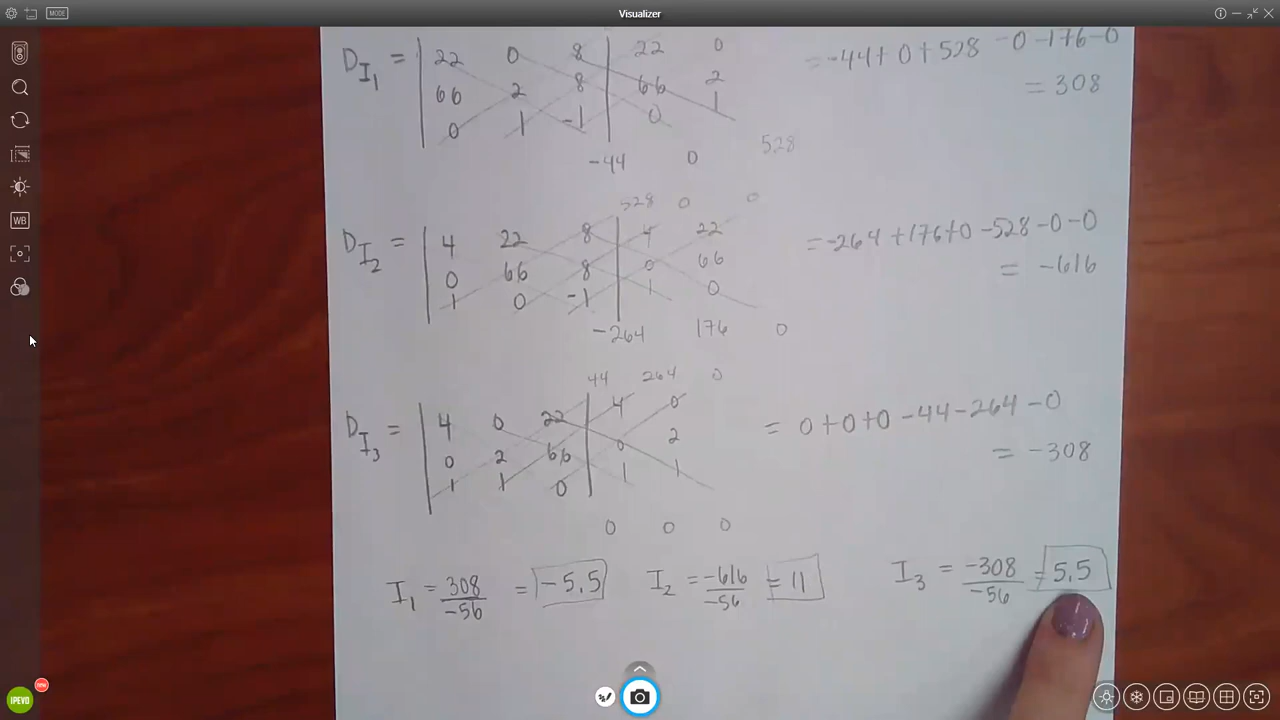 MODE
Visualizer
D_I1 = | 22 0 8 | 22 0 = -44 + 0 + 528 - 0 - 176 - 0
66 2 8 | 66 2 = 308
0 1 -1 | 0 1
-44 0 528
528 0 0
D_I2 = | 4 22 8 | 4 22 = -264 + 176 + 0 - 528 - 0 - 0
0 66 8 | 0 66 = -616
1 0 -1 | 1 0
-264 176 0
44 264 0
D_I3 = | 4 0 22 | 4 0 = 0 + 0 + 0 - 44 - 264 - 0
0 2 66 | 0 2 = -308
1 1 0 | 1 1
0 0 0
I1 = 308/-56 = -5.5 I2 = -616/-56 = 11 I3 = -308/-56 = 5.5
WB
IPEVO
new